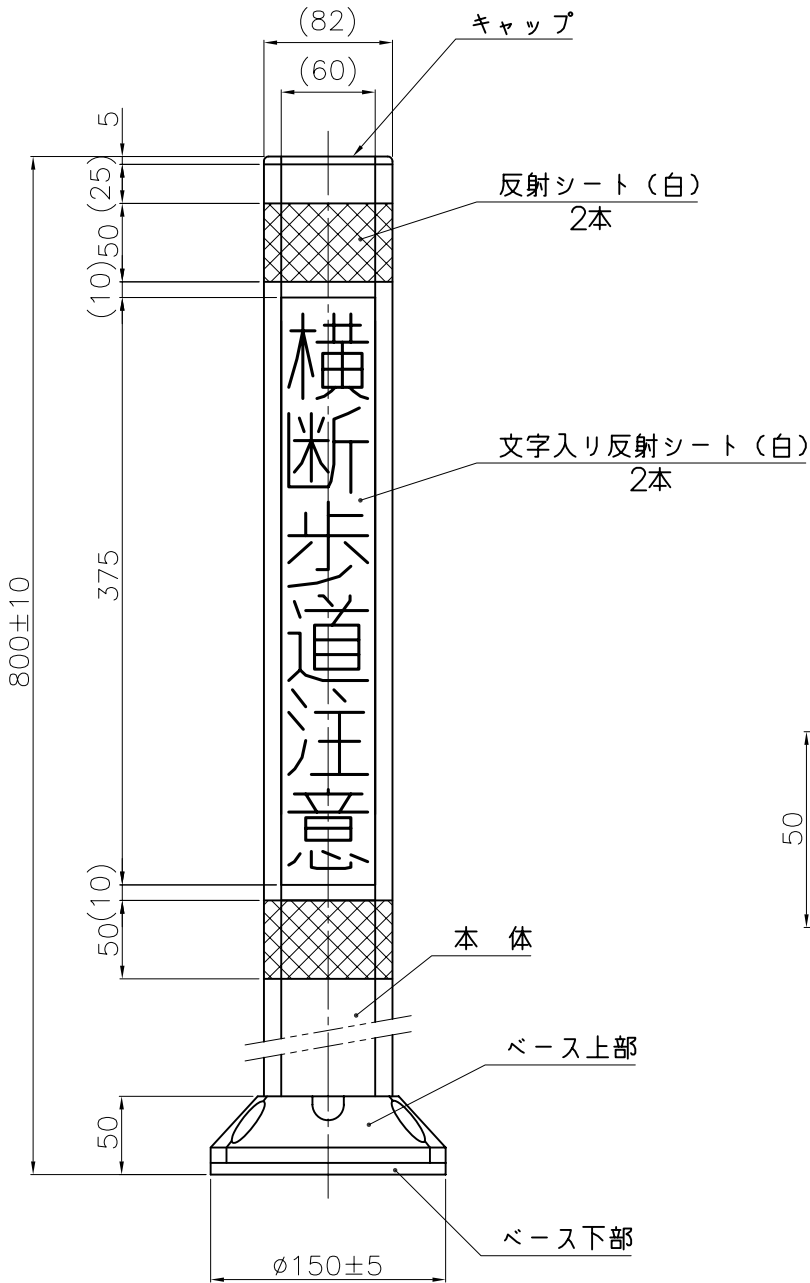 (82)
キャップ
(60)
5
(25)
反射シート（白）
2本
50
(10)
横断歩道注意
文字入り反射シート（白）
2本
375
800±10
50
(10)
50
本 体
ベース上部
50
ベース下部
φ150±5